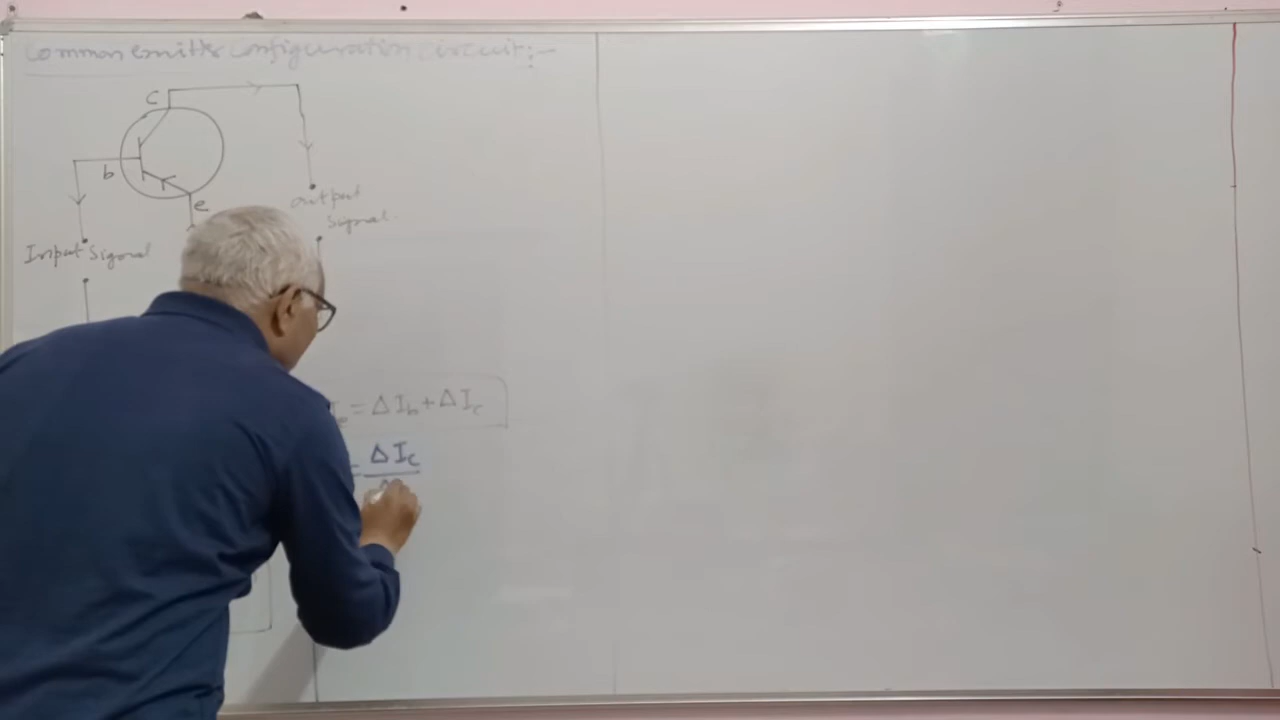 Common emitter configuration circuit:-
C
b
e
Input Signal
output
Signal
= ΔI_b + ΔI_c
= ΔI_c